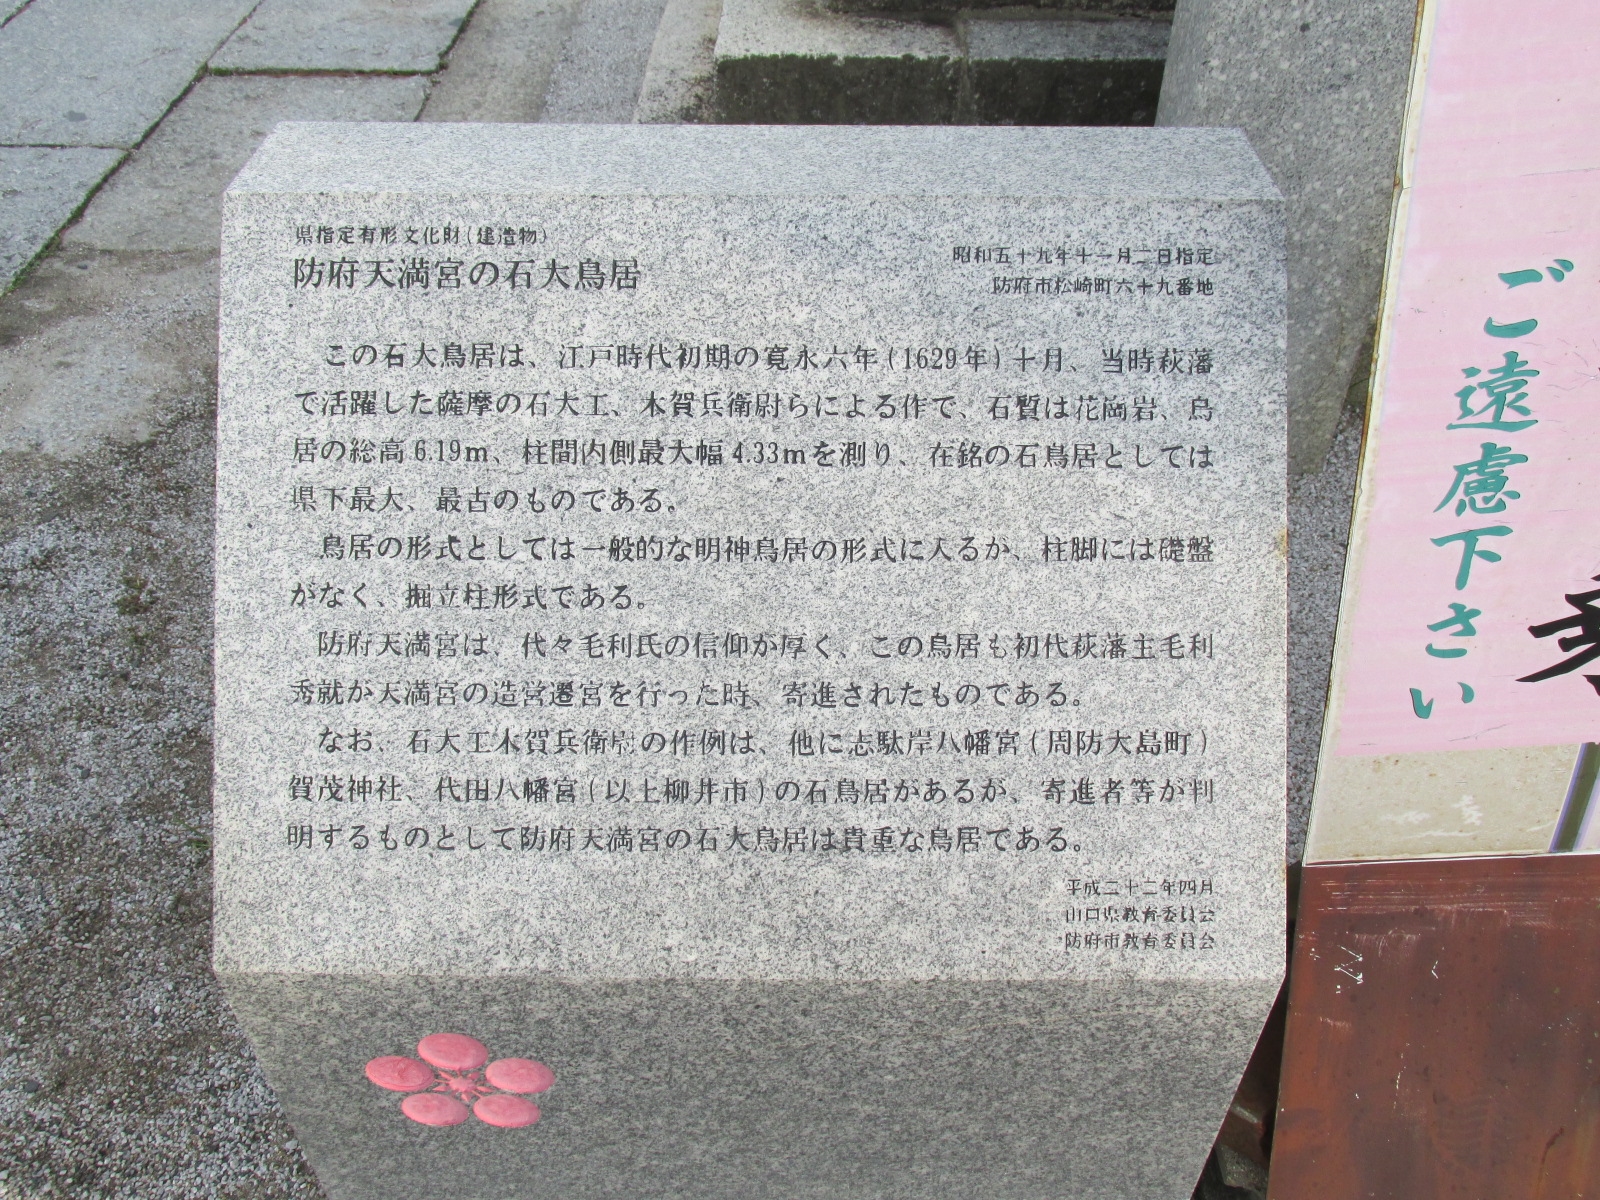 県指定有形文化財(建造物)
防府天満宮の石大鳥居
昭和五十九年十一月二日指定
防府市松崎町六十九番地
この石大鳥居は、江戸時代初期の寛永六年(1629年)十月、当時萩藩
で活躍した薩摩の石大工、木賀兵衛尉らによる作で、石質は花崗岩、鳥
居の総高6.19m、柱間内側最大幅4.33mを測り、在銘の石鳥居としては
県下最大、最古のものである。
鳥居の形式としては一般的な明神鳥居の形式に入るが、柱脚には礎盤
がなく、掘立柱形式である。
防府天満宮は、代々毛利氏の信仰が厚く、この鳥居も初代萩藩主毛利
秀就が天満宮の造営遷宮を行った時、寄進されたものである。
なお、石大工木賀兵衛尉の作例は、他に志駄岸八幡宮(周防大島町)
賀茂神社、代田八幡宮(以上柳井市)の石鳥居があるが、寄進者等が判
明するものとして防府天満宮の石大鳥居は貴重な鳥居である。
平成二十二年四月
山口県教育委員会
防府市教育委員会
ご遠慮下さい